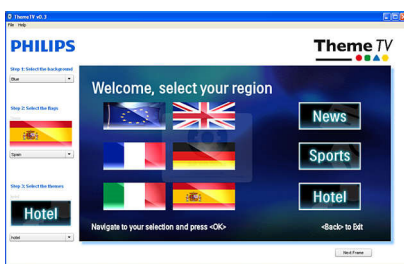 ThemeTV v0.3
File Help
PHILIPS
Theme TV
Step 1: Select the background
Blue
Step 2: Select the flags
Spain
Step 3: Select the themes
Hotel
Hotel
Welcome, select your region
News
Sports
Hotel
Navigate to your selection and press <OK>
<Back> to Exit
Next Frame